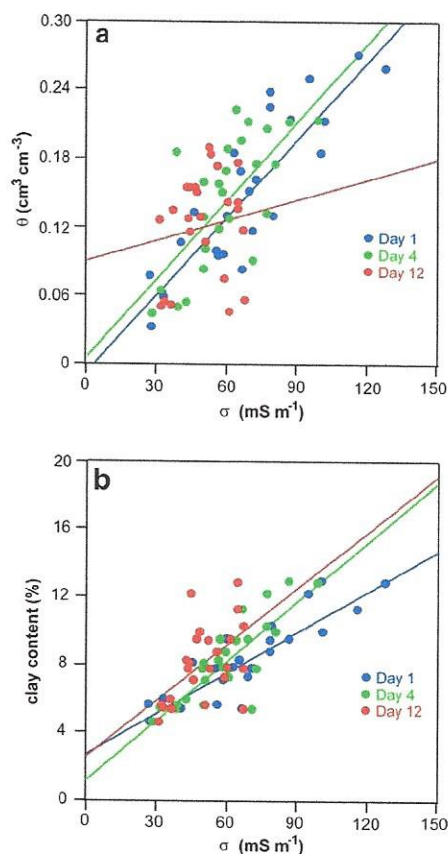 a
0.30
0.24
0.18
0.12
0.06
0
θ (cm³ cm⁻³)
Day 1
Day 4
Day 12
0 30 60 90 120 150
σ (mS m⁻¹)
b
20
16
12
8
4
0
clay content (%)
Day 1
Day 4
Day 12
0 30 60 90 120 150
σ (mS m⁻¹)